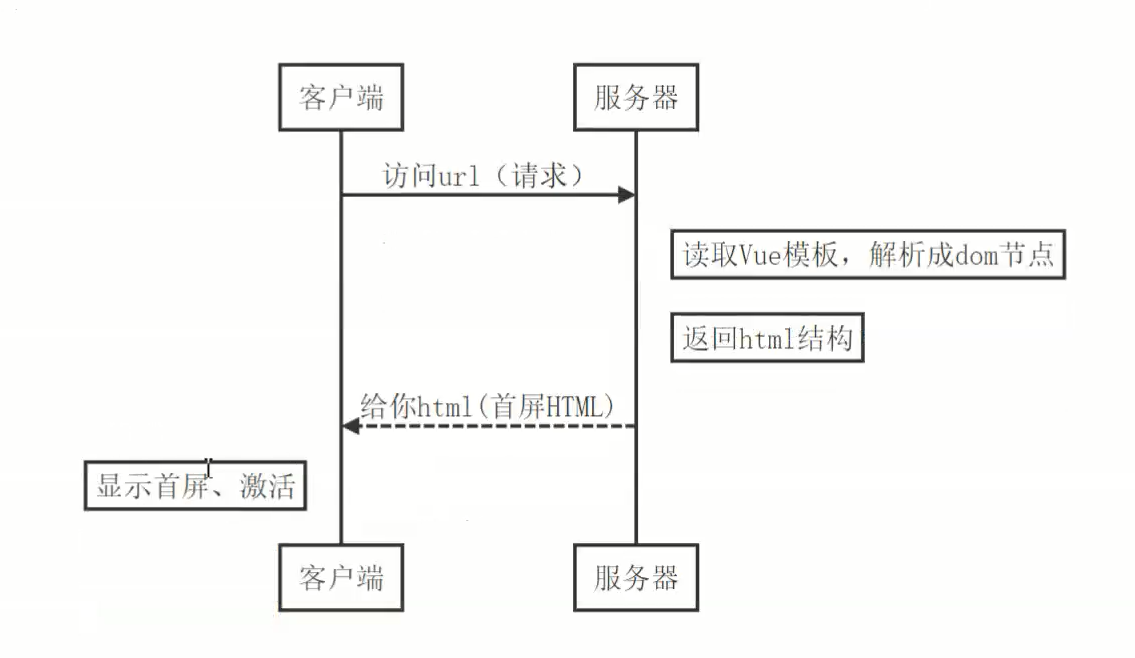 客户端
服务器
访问url（请求）
读取Vue模板，解析成dom节点
返回html结构
给你html(首屏HTML)
显示首屏、激活
客户端
服务器